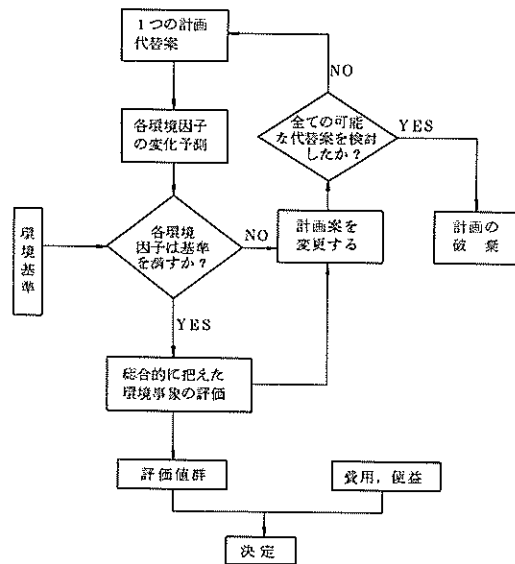 １つの計画
代替案
NO
各環境因子
の変化予測
全ての可能
な代替案を検討
したか？
YES
環境基準
各環境
因子は基準
を満すか？
NO
計画案を
変更する
計画の
破棄
YES
総合的に把えた
環境事象の評価
評価値群
費用，便益
決定